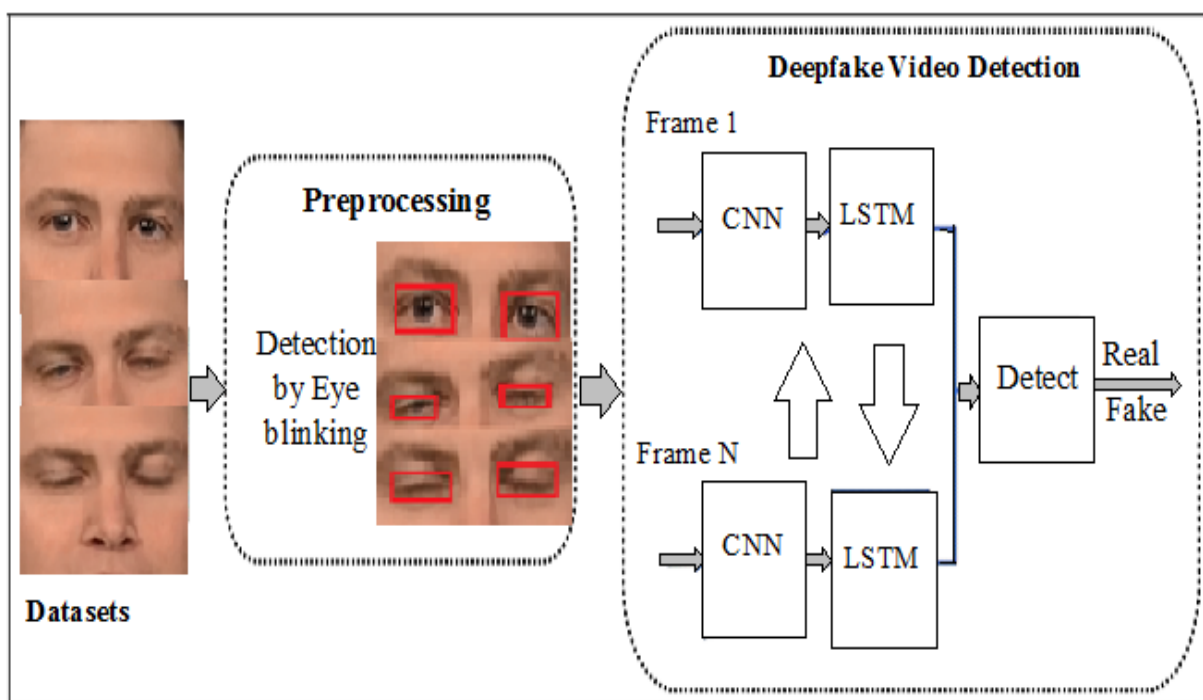 Deepfake Video Detection
Frame 1
Preprocessing
CNN
LSTM
Detection
by Eye
blinking
Detect
Real
Fake
Frame N
CNN
LSTM
Datasets